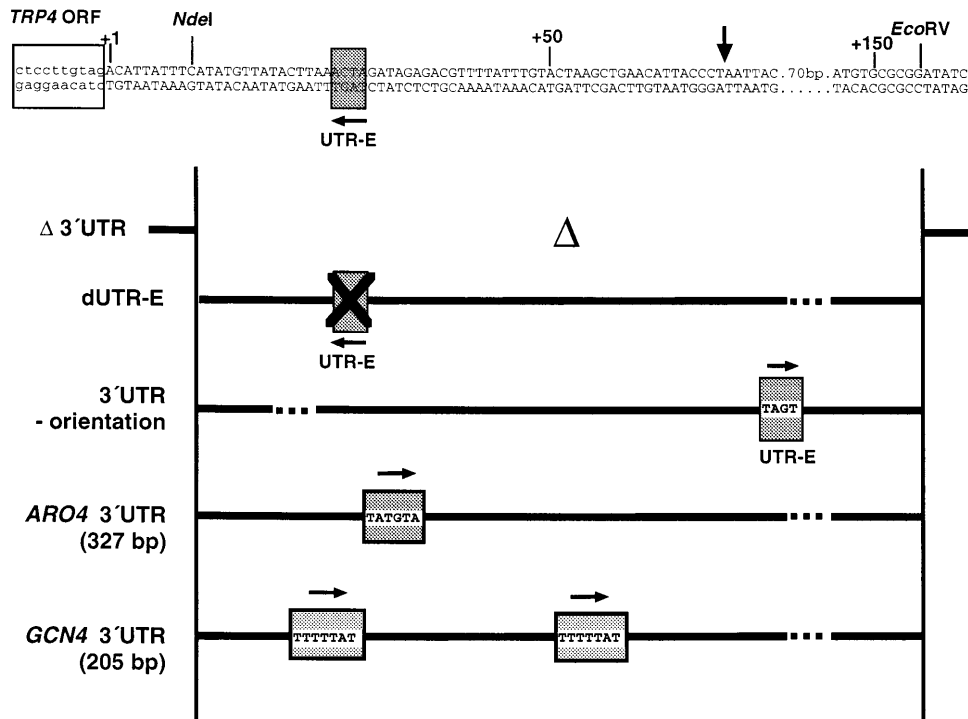 TRP4 ORF
+1
NdeI
+50
+150
EcoRV
ctccttgtagACATTATTTCATATGTTATACTTAAACTAGATAGAGACGTTTTATTTGTACTAAGCTGAACATTACCCTAATTAC.70bp.ATGTGCGCGGATATC
gaggaacatcTGTAATAAAGTATACAATATGAATTTGATCTATCTCTGCAAAATAAACATGATTCGACTTGTAATGGGATTAATG......TACACGCGCCTATAG
UTR-E
Δ 3´UTR
Δ
dUTR-E
UTR-E
3´UTR
- orientation
TAGT
UTR-E
ARO4 3´UTR
(327 bp)
TATGTA
GCN4 3´UTR
(205 bp)
TTTTTAT
TTTTTAT